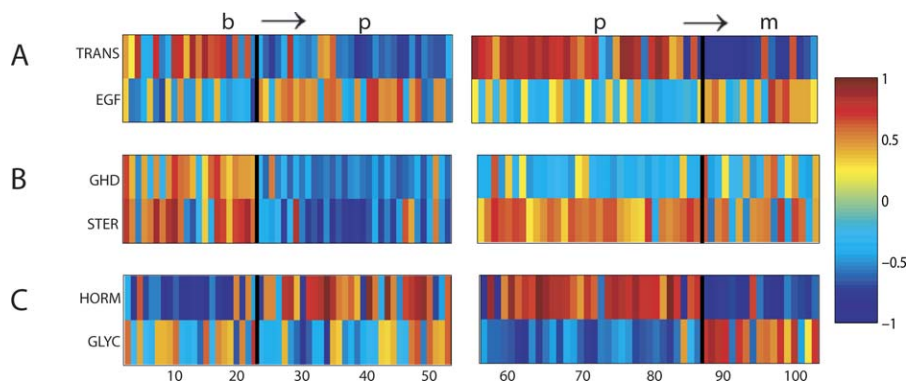 b → p p → m
A TRANS
EGF
B GHD
STER
C HORM
GLYC
10 20 30 40 50 60 70 80 90 100
1
0.5
0
−0.5
−1